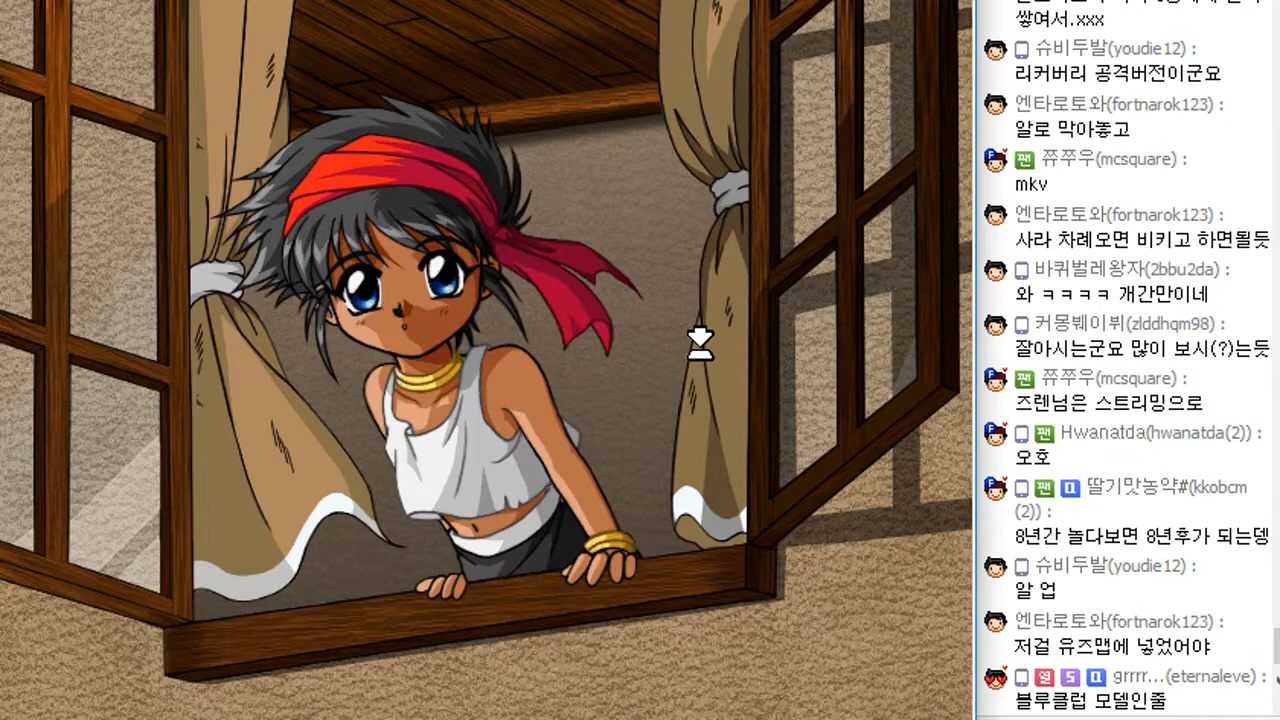 쌓여서.xxx
슈비두발(youdie12) :
리커버리 공격버전이군요
엔타로토와(fortnarok123) :
알로 막아놓고
팬 쮸쭈우(mcsquare) :
mkv
엔타로토와(fortnarok123) :
사라 차례오면 비키고 하면될듯
바퀴벌레왕자(2bbu2da) :
와 ㅋㅋㅋㅋ 개간만이네
커몽붸이뷔(zlddhqm98) :
잘아시는군요 많이 보시(?)는듯
팬 쮸쭈우(mcsquare) :
즈렌님은 스트리밍으로
팬 Hwanatda(hwanatda(2)) :
오호
팬 Q 딸기맛농약#(kkobcm
(2)) :
8년간 놀다보면 8년후가 되는뎅
슈비두발(youdie12) :
알 업
엔타로토와(fortnarok123) :
저걸 유즈맵에 넣었어야
열 S Q grrrr...(eternaleve) :
블루클럽 모델인줄